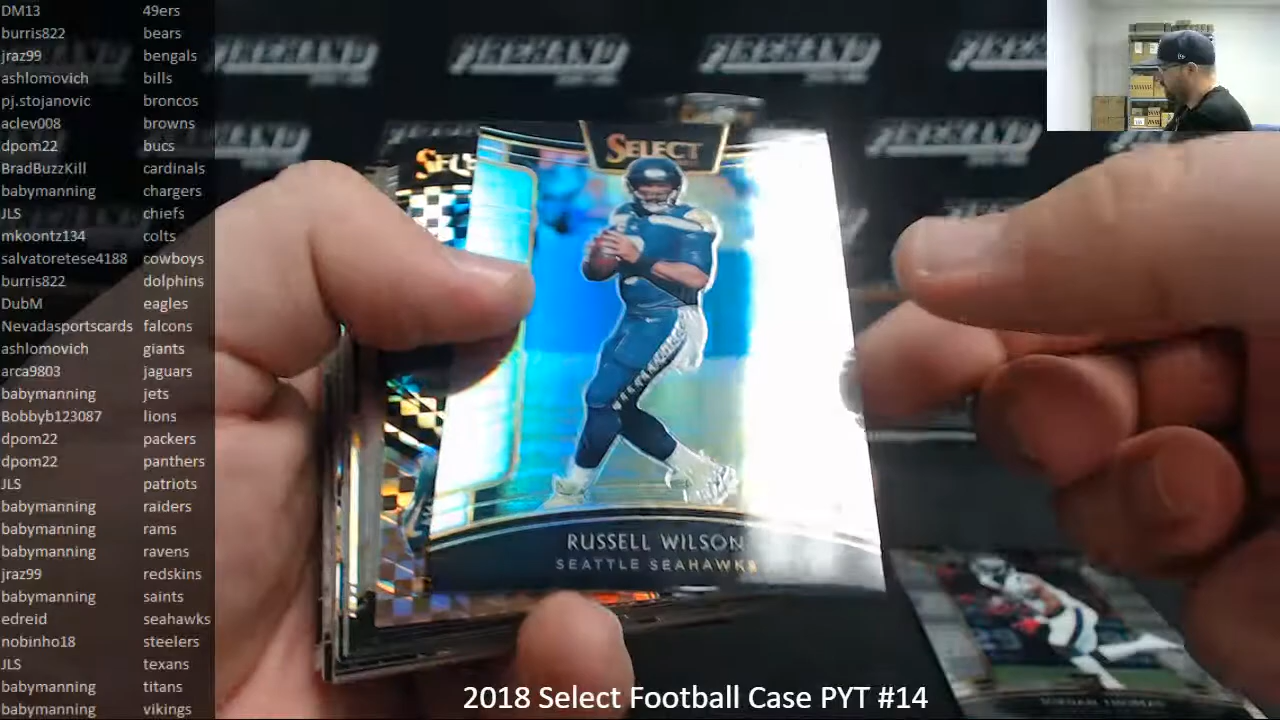 DM13 49ers
burris822 bears
jraz99 bengals
ashlomovich bills
pj.stojanovic broncos
aclev008 browns
dpom22 bucs
BradBuzzKill cardinals
babymanning chargers
JLS chiefs
mkoontz134 colts
salvatoretese4188 cowboys
burris822 dolphins
DubM eagles
Nevadasportscards falcons
ashlomovich giants
arca9803 jaguars
babymanning jets
Bobbyb123087 lions
dpom22 packers
dpom22 panthers
JLS patriots
babymanning raiders
babymanning rams
babymanning ravens
jraz99 redskins
babymanning saints
edreid seahawks
nobinho18 steelers
JLS texans
babymanning titans
babymanning vikings
FIREHAND FIREHAND FIREHAND
FIREHAND
SELECT
RUSSELL WILSON
SEATTLE SEAHAWKS
2018 Select Football Case PYT #14